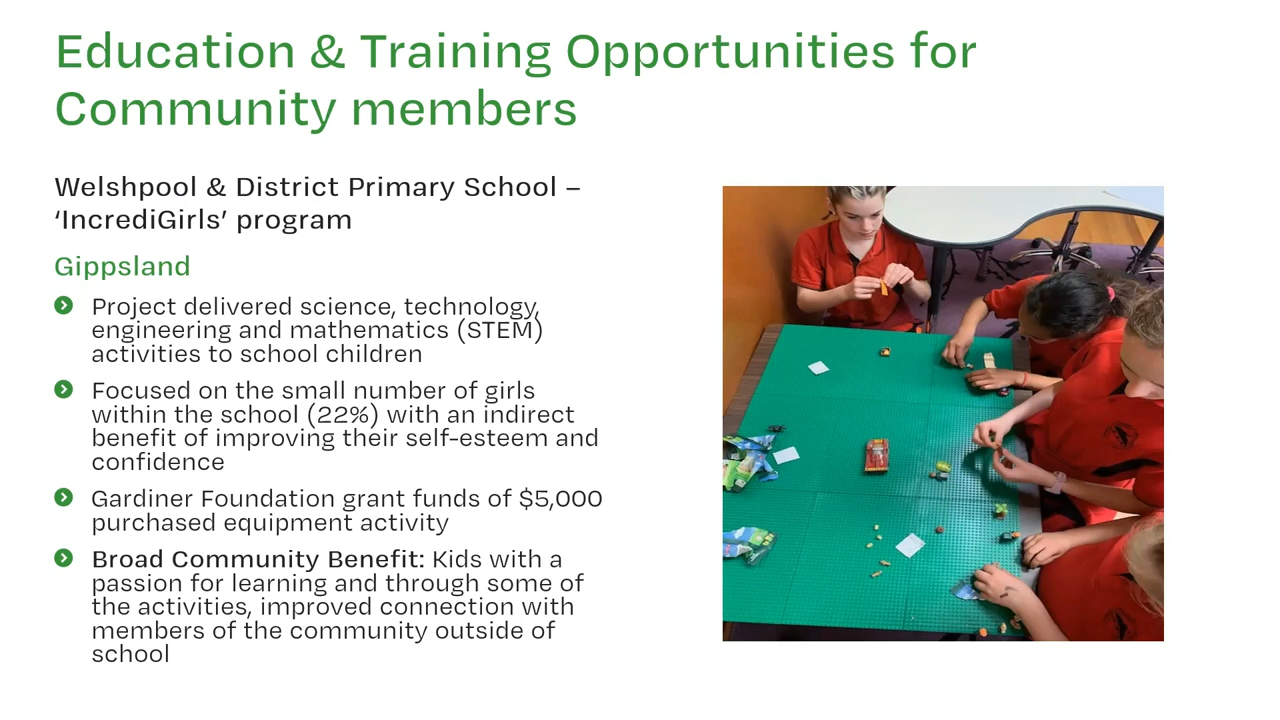 Education & Training Opportunities for
Community members
Welshpool & District Primary School –
‘IncrediGirls’ program
Gippsland
Project delivered science, technology,
engineering and mathematics (STEM)
activities to school children
Focused on the small number of girls
within the school (22%) with an indirect
benefit of improving their self-esteem and
confidence
Gardiner Foundation grant funds of $5,000
purchased equipment activity
Broad Community Benefit: Kids with a
passion for learning and through some of
the activities, improved connection with
members of the community outside of
school